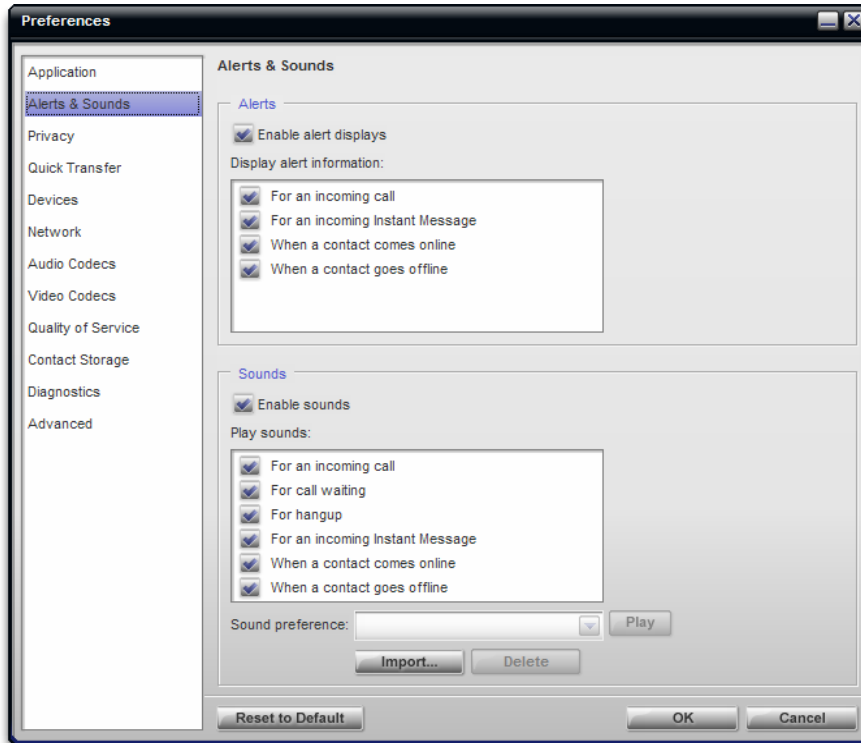 Preferences
Application
Alerts & Sounds
Privacy
Quick Transfer
Devices
Network
Audio Codecs
Video Codecs
Quality of Service
Contact Storage
Diagnostics
Advanced
Alerts & Sounds
Alerts
Enable alert displays
Display alert information:
For an incoming call
For an incoming Instant Message
When a contact comes online
When a contact goes offline
Sounds
Enable sounds
Play sounds:
For an incoming call
For call waiting
For hangup
For an incoming Instant Message
When a contact comes online
When a contact goes offline
Sound preference:
Play
Import...
Delete
Reset to Default
OK
Cancel